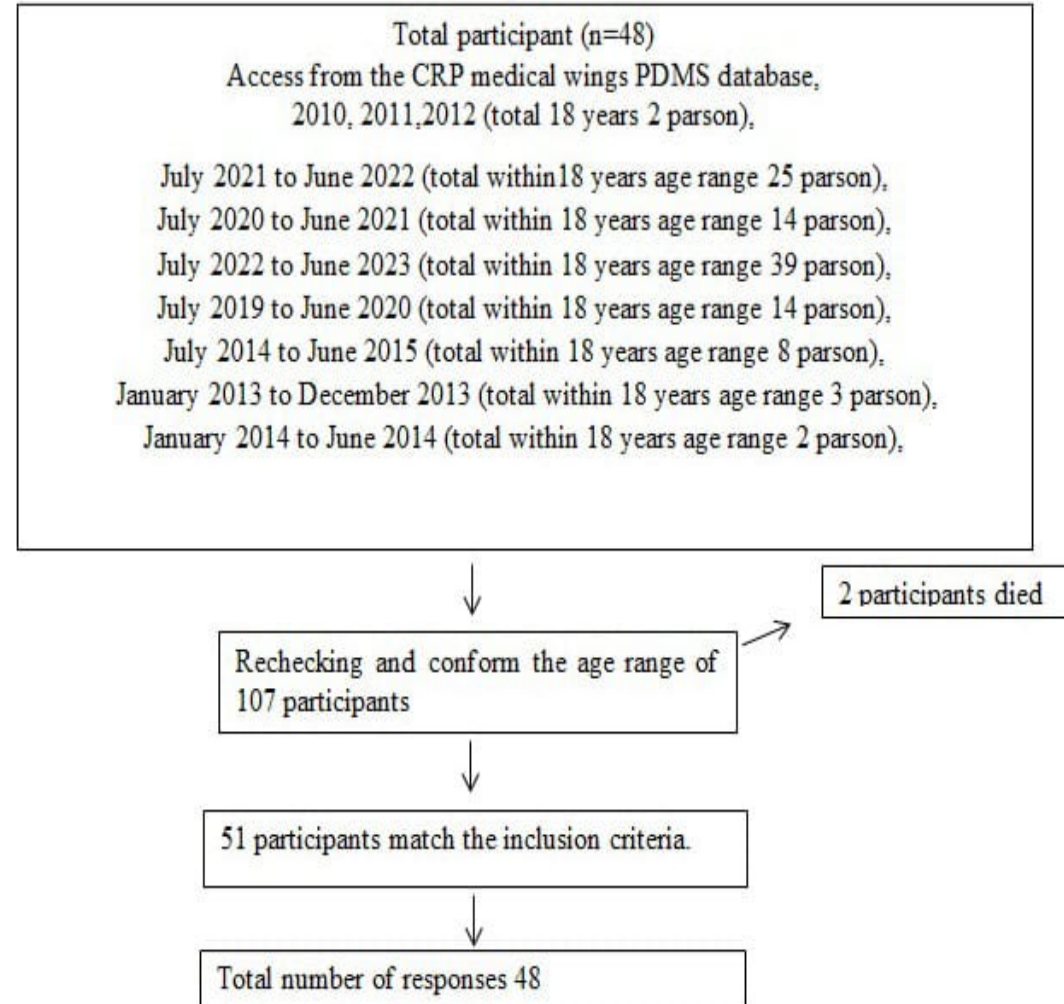 Total participant (n=48)
Access from the CRP medical wings PDMS database,
2010, 2011,2012 (total 18 years 2 parson),
July 2021 to June 2022 (total within18 years age range 25 parson),
July 2020 to June 2021 (total within 18 years age range 14 parson),
July 2022 to June 2023 (total within 18 years age range 39 parson),
July 2019 to June 2020 (total within 18 years age range 14 parson),
July 2014 to June 2015 (total within 18 years age range 8 parson),
January 2013 to December 2013 (total within 18 years age range 3 parson),
January 2014 to June 2014 (total within 18 years age range 2 parson),
2 participants died
Rechecking and conform the age range of
107 participants
51 participants match the inclusion criteria.
Total number of responses 48